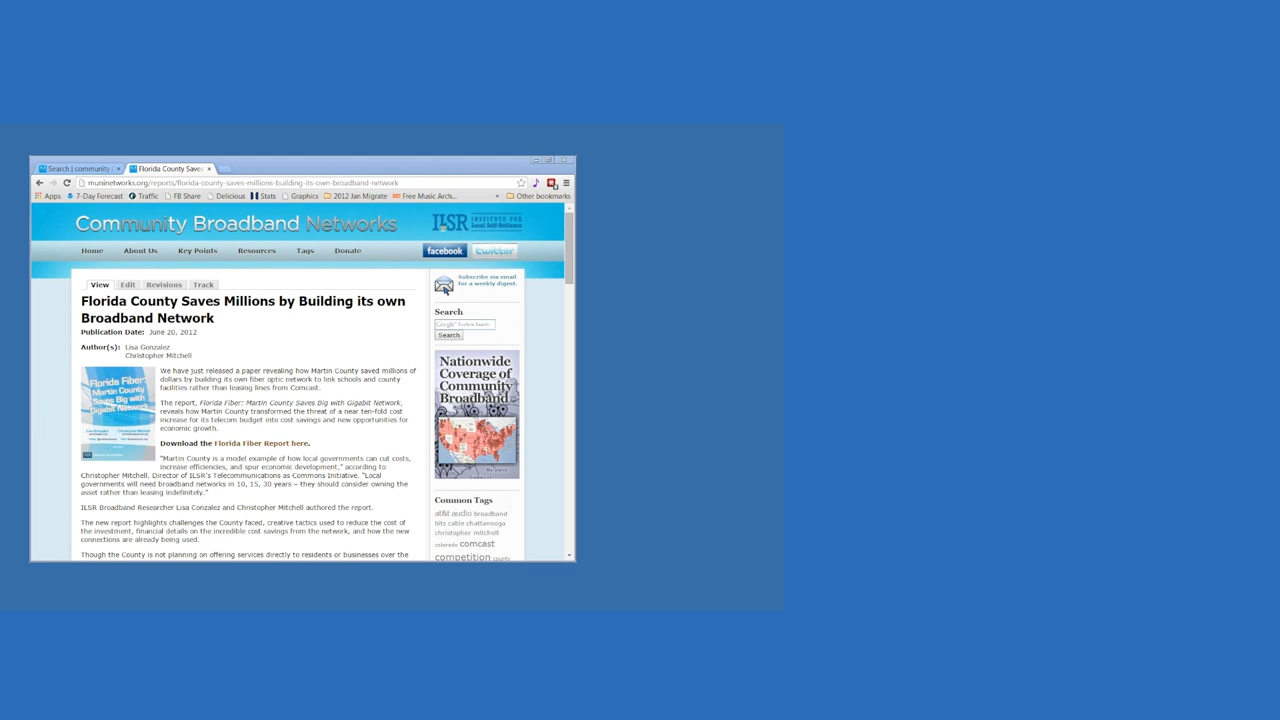 Search | community
Florida County Saves
muninetworks.org/reports/florida-county-saves-millions-building-its-own-broadband-network
Apps 7-Day Forecast Traffic FB Share Delicious Stats Graphics 2012 Jan Migrate Free Music Arch... » Other bookmarks
Community Broadband Networks
ILSR INSTITUTE FOR
Local Self-Reliance
Home About Us Key Points Resources Tags Donate
facebook twitter
View Edit Revisions Track
Florida County Saves Millions by Building its own
Broadband Network
Publication Date: June 20, 2012
Author(s): Lisa Gonzalez
Christopher Mitchell
Florida Fiber:
Martin County
Saves Big with
Gigabit Network
We have just released a paper revealing how Martin County saved millions of
dollars by building its own fiber optic network to link schools and county
facilities rather than leasing lines from Comcast.
The report, Florida Fiber: Martin County Saves Big with Gigabit Network,
reveals how Martin County transformed the threat of a near ten-fold cost
increase for its telecom budget into cost savings and new opportunities for
economic growth.
Download the Florida Fiber Report here.
"Martin County is a model example of how local governments can cut costs,
increase efficiencies, and spur economic development," according to
Christopher Mitchell, Director of ILSR's Telecommunications as Commons Initiative. "Local
governments will need broadband networks in 10, 15, 30 years – they should consider owning the
asset rather than leasing indefinitely."
ILSR Broadband Researcher Lisa Gonzalez and Christopher Mitchell authored the report.
The new report highlights challenges the County faced, creative tactics used to reduce the cost of
the investment, financial details on the incredible cost savings from the network, and how the new
connections are already being used.
Though the County is not planning on offering services directly to residents or businesses over the
Subscribe via email
for a weekly digest.
Search
Google
Search
Nationwide
Coverage of
Community
Broadband
Maryland
Common Tags
at&t audio broadband
bits cable chattanooga
christopher mitchell
colorado comcast
competition